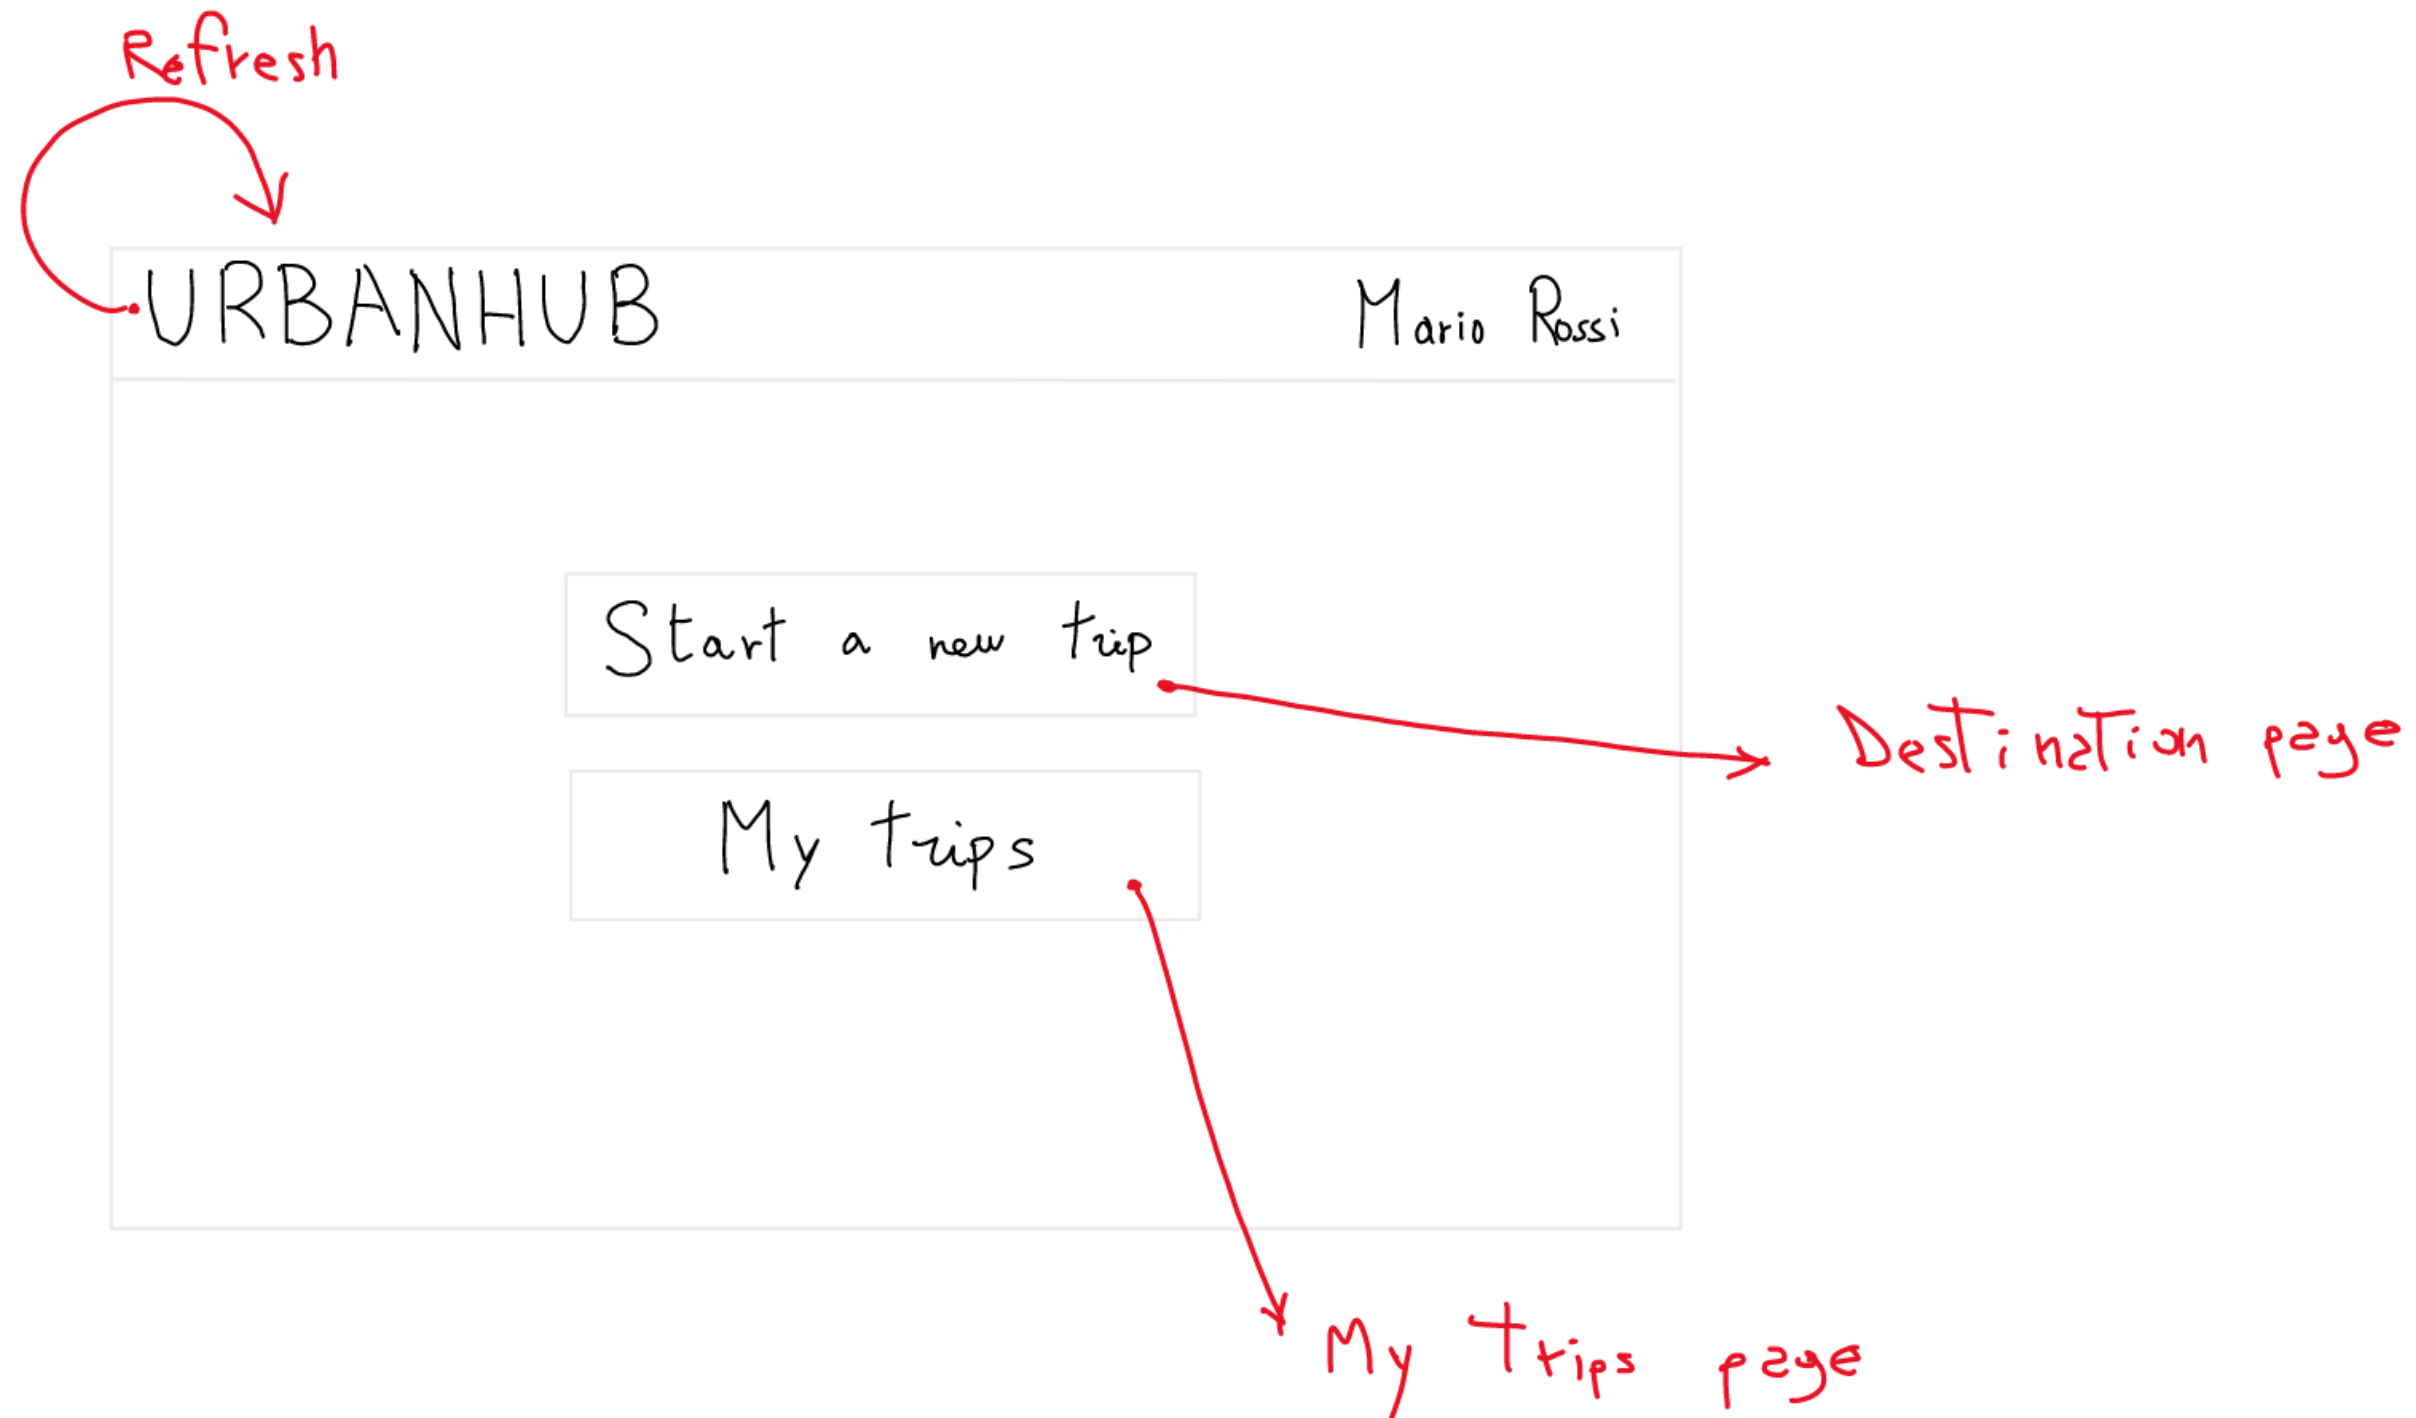 Refresh
URBANHUB
Mario Rossi
Start a new trip
Destination page
My trips
My trips page